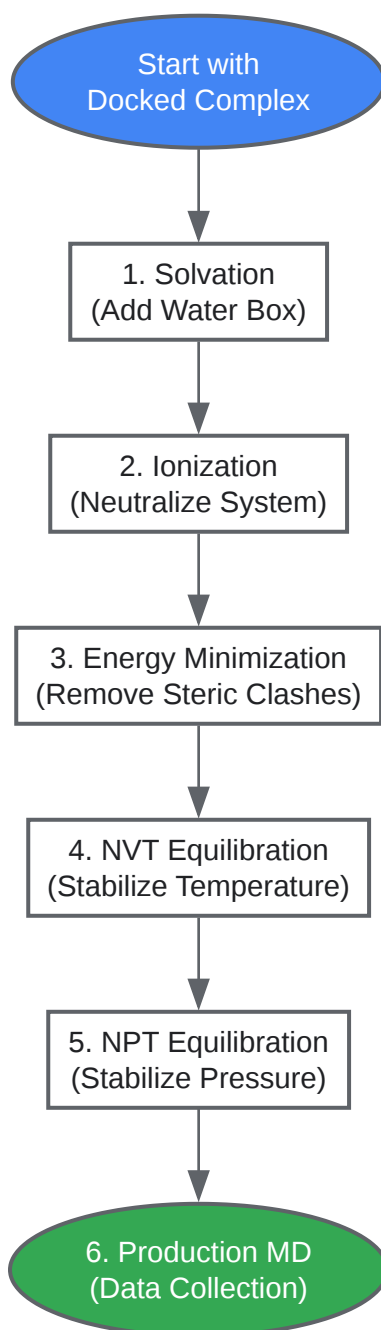 Start with
Docked Complex
1. Solvation
(Add Water Box)
2. Ionization
(Neutralize System)
3. Energy Minimization
(Remove Steric Clashes)
4. NVT Equilibration
(Stabilize Temperature)
5. NPT Equilibration
(Stabilize Pressure)
6. Production MD
(Data Collection)